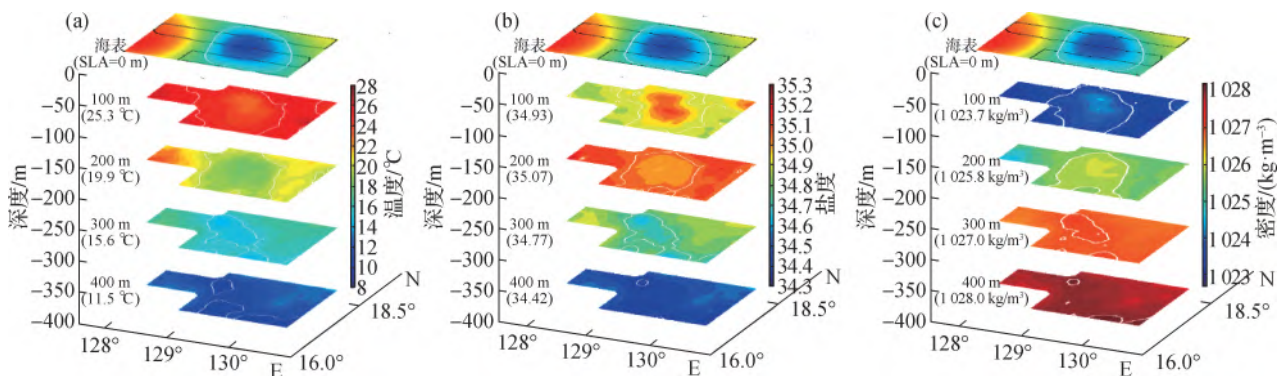 (a)
海表
(SLA=0 m)
0
−50
−100
−150
−200
−250
−300
−350
−400
深度/m
100 m
(25.3 ℃)
200 m
(19.9 ℃)
300 m
(15.6 ℃)
400 m
(11.5 ℃)
28
26
24
22
20
18
16
14
12
10
8
温度/℃
128°
129°
130°
E
16.0°
18.5°
N
(b)
海表
(SLA=0 m)
0
−50
−100
−150
−200
−250
−300
−350
−400
深度/m
100 m
(34.93)
200 m
(35.07)
300 m
(34.77)
400 m
(34.42)
35.3
35.2
35.1
35.0
34.9
34.8
34.7
34.6
34.5
34.4
34.3
盐度
128°
129°
130°
E
16.0°
18.5°
N
(c)
海表
(SLA=0 m)
0
−50
−100
−150
−200
−250
−300
−350
−400
深度/m
100 m
(1 023.7 kg/m³)
200 m
(1 025.8 kg/m³)
300 m
(1 027.0 kg/m³)
400 m
(1 028.0 kg/m³)
1 028
1 027
1 026
1 025
1 024
1 023
密度/(kg·m⁻³)
128°
129°
130°
E
16.0°
18.5°
N